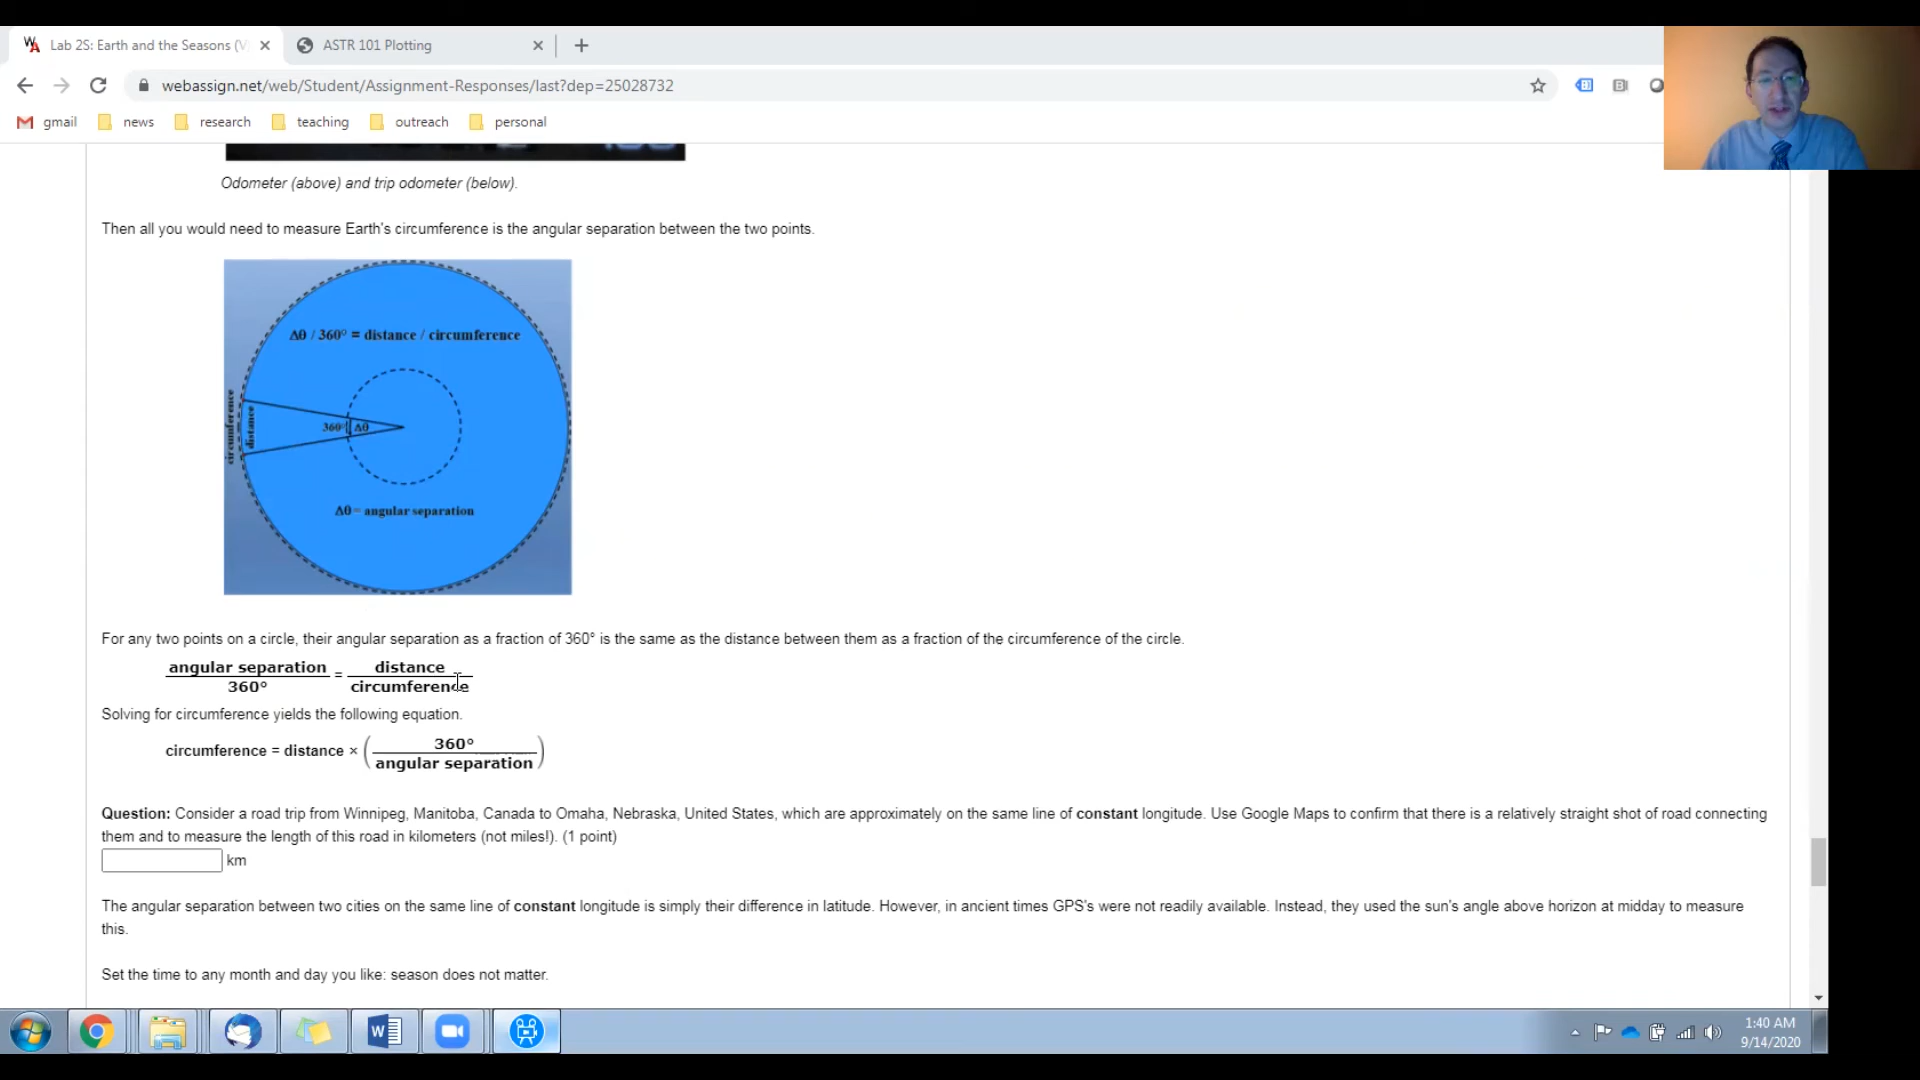 Lab 2S: Earth and the Seasons (V
ASTR 101 Plotting
webassign.net/web/Student/Assignment-Responses/last?dep=25028732
gmail
news
research
teaching
outreach
personal
Odometer (above) and trip odometer (below).
Then all you would need to measure Earth's circumference is the angular separation between the two points.
Δθ / 360° = distance / circumference
circumference
distance
360°
Δθ
Δθ = angular separation
For any two points on a circle, their angular separation as a fraction of 360° is the same as the distance between them as a fraction of the circumference of the circle.
angular separation / 360° = distance / circumference
Solving for circumference yields the following equation.
circumference = distance × ( 360° / angular separation )
Question: Consider a road trip from Winnipeg, Manitoba, Canada to Omaha, Nebraska, United States, which are approximately on the same line of constant longitude. Use Google Maps to confirm that there is a relatively straight shot of road connecting
them and to measure the length of this road in kilometers (not miles!). (1 point)
km
The angular separation between two cities on the same line of constant longitude is simply their difference in latitude. However, in ancient times GPS's were not readily available. Instead, they used the sun's angle above horizon at midday to measure
this.
Set the time to any month and day you like: season does not matter.
1:40 AM
9/14/2020